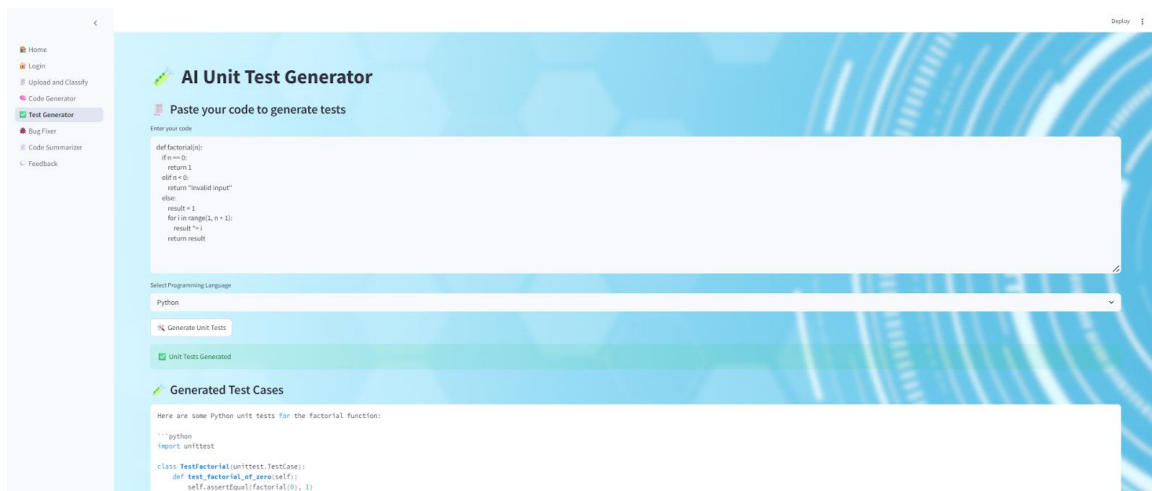 Deploy
Home
Login
Upload and Classify
Code Generator
Test Generator
Bug Fixer
Code Summarizer
Feedback
AI Unit Test Generator
Paste your code to generate tests
Enter your code
def factorial(n):
if n == 0:
return 1
elif n < 0:
return "Invalid input"
else:
result = 1
for i in range(1, n + 1):
result *= i
return result
Select Programming Language
Python
Generate Unit Tests
Unit Tests Generated
Generated Test Cases
Here are some Python unit tests for the factorial function:
```python
import unittest
class TestFactorial(unittest.TestCase):
def test_factorial_of_zero(self):
self.assertEqual(factorial(0), 1)